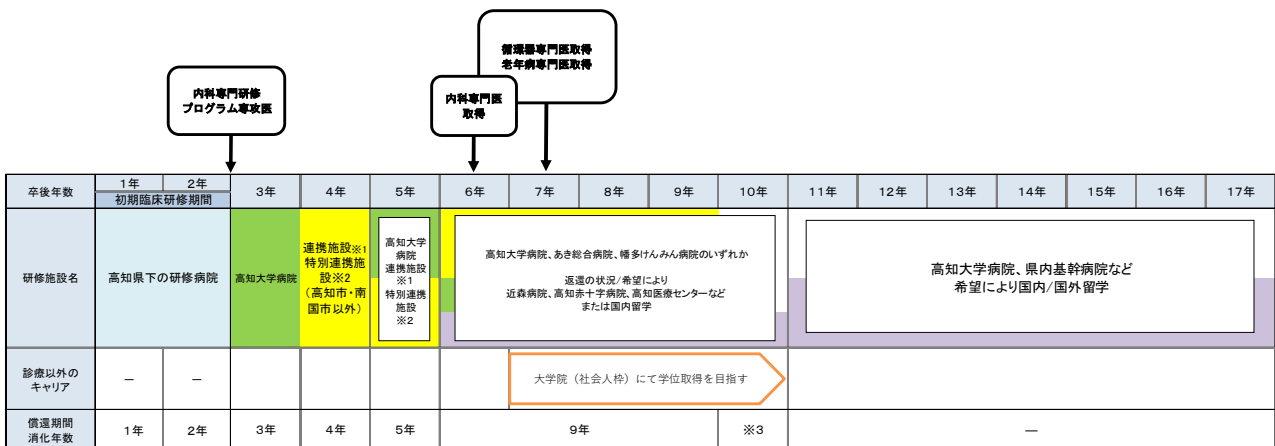 循環器専門医取得
老年病専門医取得
内科専門研修
プログラム専攻医
内科専門医
取得
卒後年数
1年
2年
初期臨床研修期間
3年
4年
5年
6年
7年
8年
9年
10年
11年
12年
13年
14年
15年
16年
17年
研修施設名
高知県下の研修病院
高知大学病院
連携施設※1
特別連携施
設※2
(高知市・南
国市以外)
高知大学
病院
連携施設
※1
特別連携
施設
※2
高知大学病院、あき総合病院、幡多けんみん病院のいずれか
返還の状況/希望により
近森病院、高知赤十字病院、高知医療センターなど
または国内留学
高知大学病院、県内基幹病院など
希望により国内/国外留学
診療以外の
キャリア
－
－
大学院（社会人枠）にて学位取得を目指す
償還期間
消化年数
1年
2年
3年
4年
5年
9年
※3
－